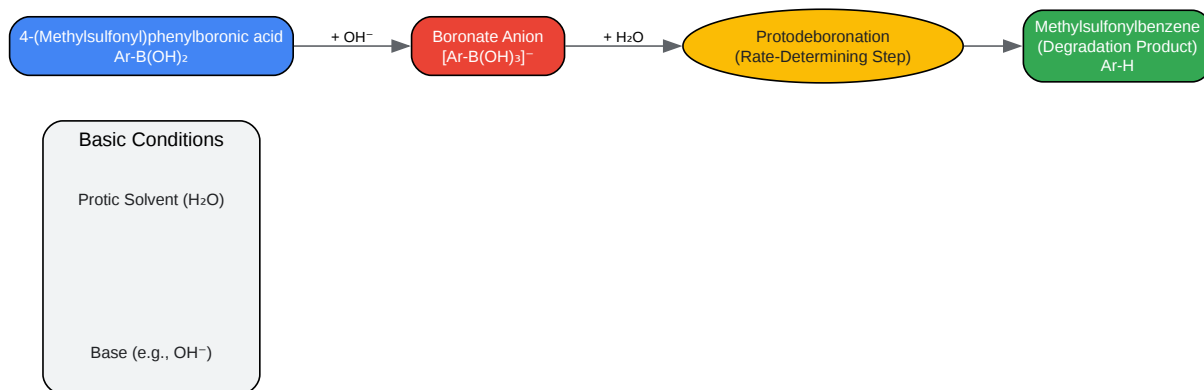 4-(Methylsulfonyl)phenylboronic acid
Ar-B(OH)₂
+ OH⁻
Boronate Anion
[Ar-B(OH)₃]⁻
+ H₂O
Protodeboronation
(Rate-Determining Step)
Methylsulfonylbenzene
(Degradation Product)
Ar-H
Basic Conditions
Protic Solvent (H₂O)
Base (e.g., OH⁻)